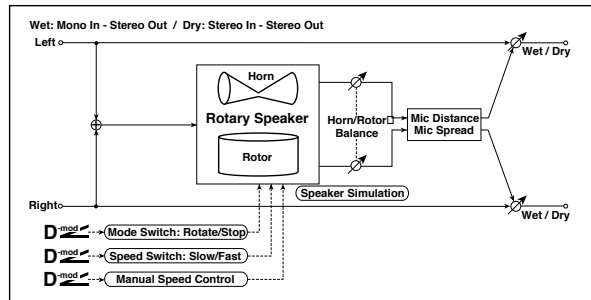 Wet: Mono In - Stereo Out / Dry: Stereo In - Stereo Out
Left
Wet / Dry
Horn
Rotary Speaker
Horn/Rotor
Balance
Mic Distance
Mic Spread
Rotor
Speaker Simulation
Right
Wet / Dry
D-mod
Mode Switch: Rotate/Stop
D-mod
Speed Switch: Slow/Fast
D-mod
Manual Speed Control